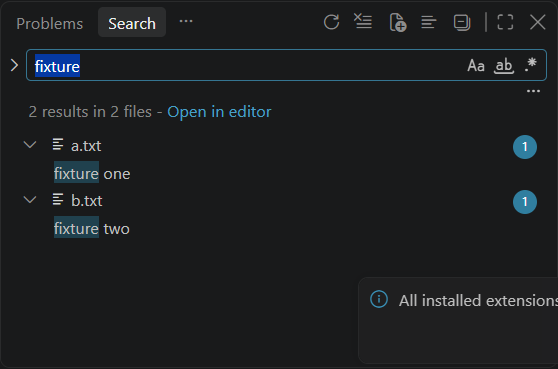 Problems Search ...
fixture Aa ab .*
...
2 results in 2 files - Open in editor
a.txt 1
fixture one
b.txt 1
fixture two
All installed extensions